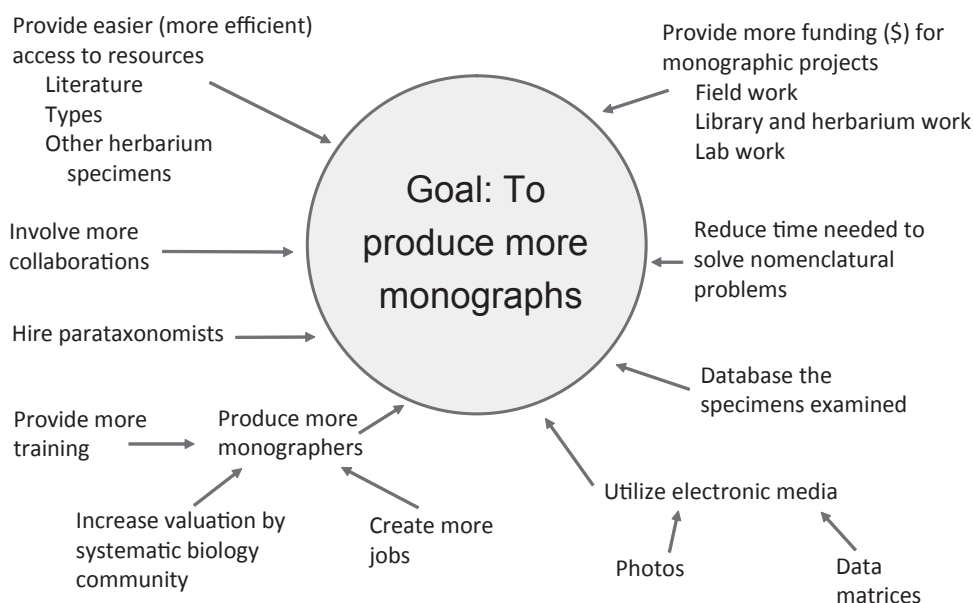 Provide easier (more efficient)
access to resources
Literature
Types
Other herbarium
specimens
Provide more funding ($) for
monographic projects
Field work
Library and herbarium work
Lab work
Goal: To
produce more
monographs
Involve more
collaborations
Reduce time needed to
solve nomenclatural
problems
Hire parataxonomists
Database the
specimens examined
Provide more
training
Produce more
monographers
Increase valuation by
systematic biology
community
Create more
jobs
Utilize electronic media
Photos
Data
matrices